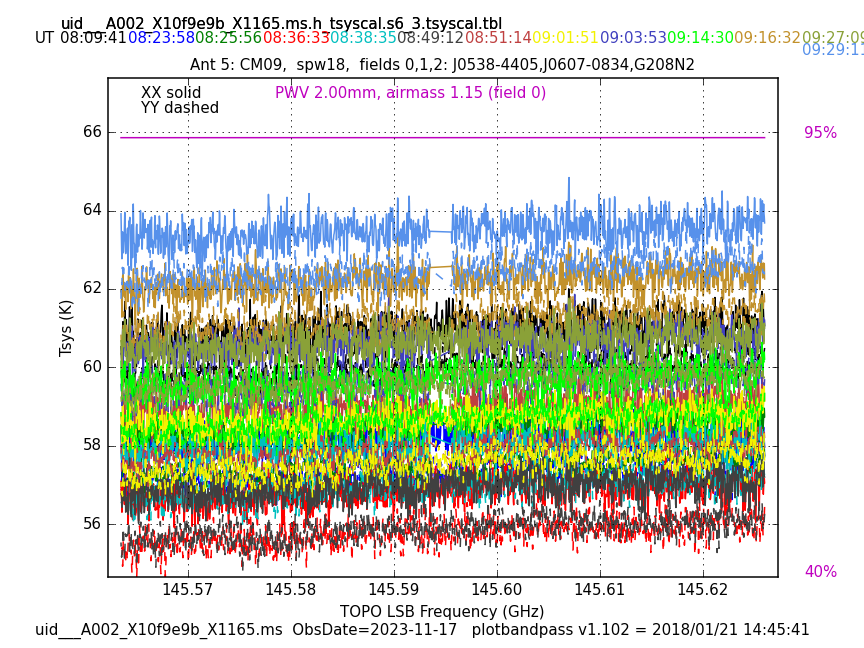 uid___A002_X10f9e9b_X1165.ms.h_tsyscal.s6_3.tsyscal.tbl
UT 08:09:41 08:23:58 08:25:56 08:36:33 08:38:35 08:49:12 08:51:14 09:01:51 09:03:53 09:14:30 09:16:32 09:27:09
09:29:11
Ant 5: CM09,  spw18,  fields 0,1,2: J0538-4405,J0607-0834,G208N2
XX solid
PWV 2.00mm, airmass 1.15 (field 0)
YY dashed
66
95%
64
62
60
58
56
Tsys (K)
40%
145.57 145.58 145.59 145.60 145.61 145.62
TOPO LSB Frequency (GHz)
uid___A002_X10f9e9b_X1165.ms  ObsDate=2023-11-17   plotbandpass v1.102 = 2018/01/21 14:45:41